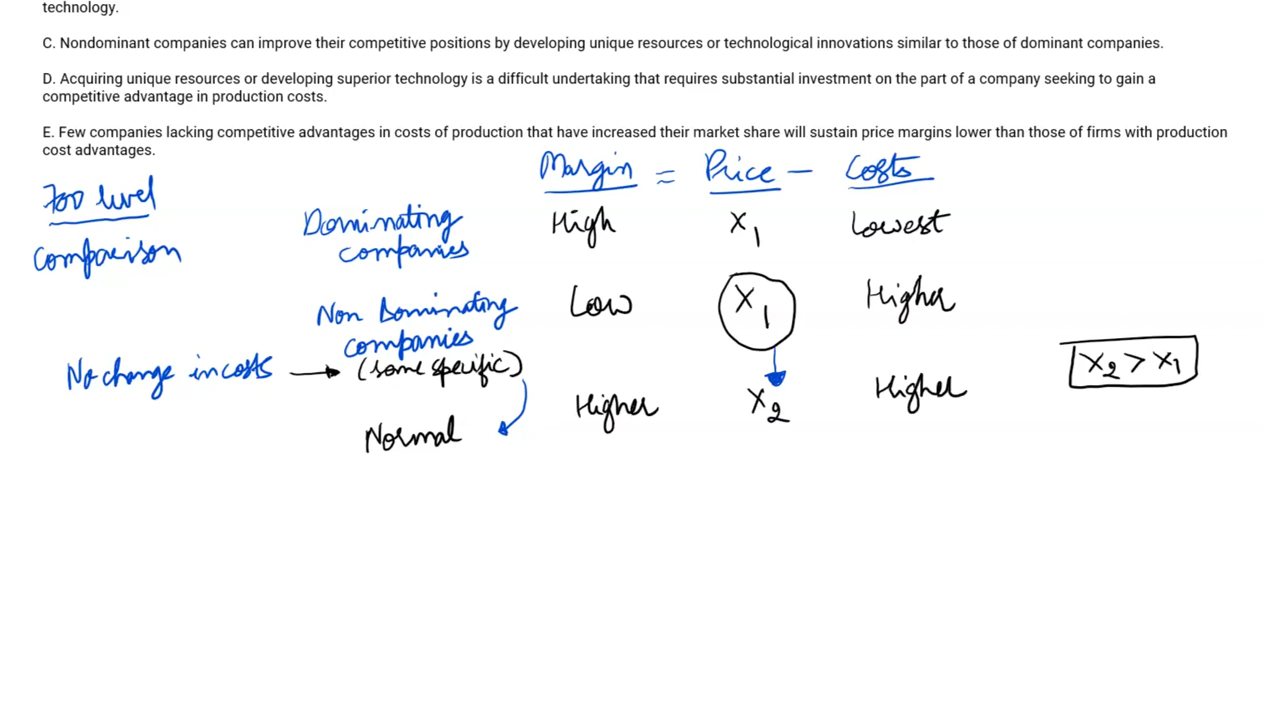 technology.
C. Nondominant companies can improve their competitive positions by developing unique resources or technological innovations similar to those of dominant companies.
D. Acquiring unique resources or developing superior technology is a difficult undertaking that requires substantial investment on the part of a company seeking to gain a
competitive advantage in production costs.
E. Few companies lacking competitive advantages in costs of production that have increased their market share will sustain price margins lower than those of firms with production
cost advantages.
Margin = Price - Costs
700 level
comparison
Dominating
companies
High x1 Lowest
Non Dominating
companies
Low x1 Higher
No change in costs → (some specific)
x2 > x1
Higher x2 Higher
Normal